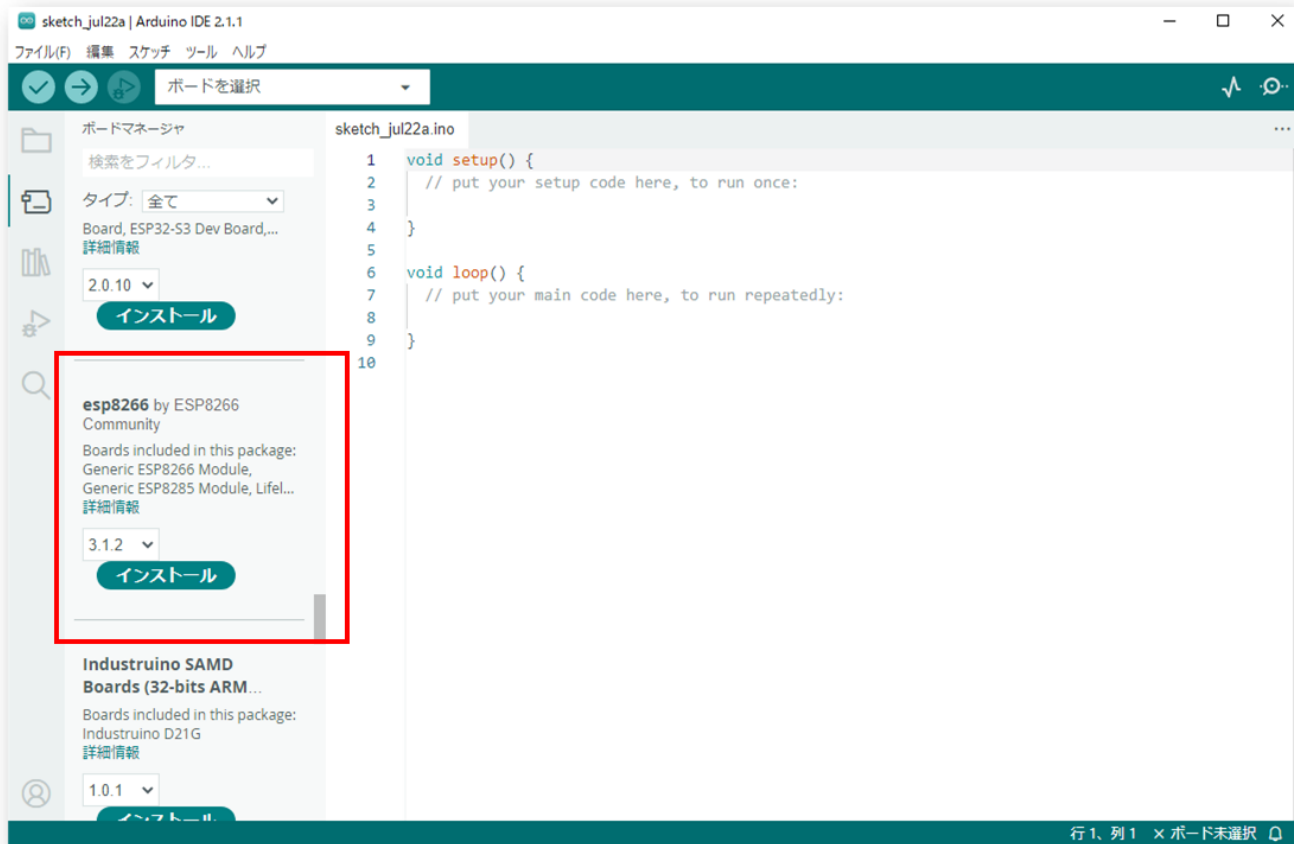 sketch_jul22a | Arduino IDE 2.1.1
ファイル(F) 編集 スケッチ ツール ヘルプ
ボードを選択
ボードマネージャ
検索をフィルタ...
タイプ: 全て
Board, ESP32-S3 Dev Board,...
詳細情報
2.0.10
インストール
esp8266 by ESP8266
Community
Boards included in this package:
Generic ESP8266 Module,
Generic ESP8285 Module, Lifel...
詳細情報
3.1.2
インストール
Industruino SAMD
Boards (32-bits ARM...
Boards included in this package:
Industruino D21G
詳細情報
1.0.1
インストール
sketch_jul22a.ino
1 void setup() {
2 // put your setup code here, to run once:
3
4 }
5
6 void loop() {
7 // put your main code here, to run repeatedly:
8
9 }
10
行 1、列 1 × ボード未選択